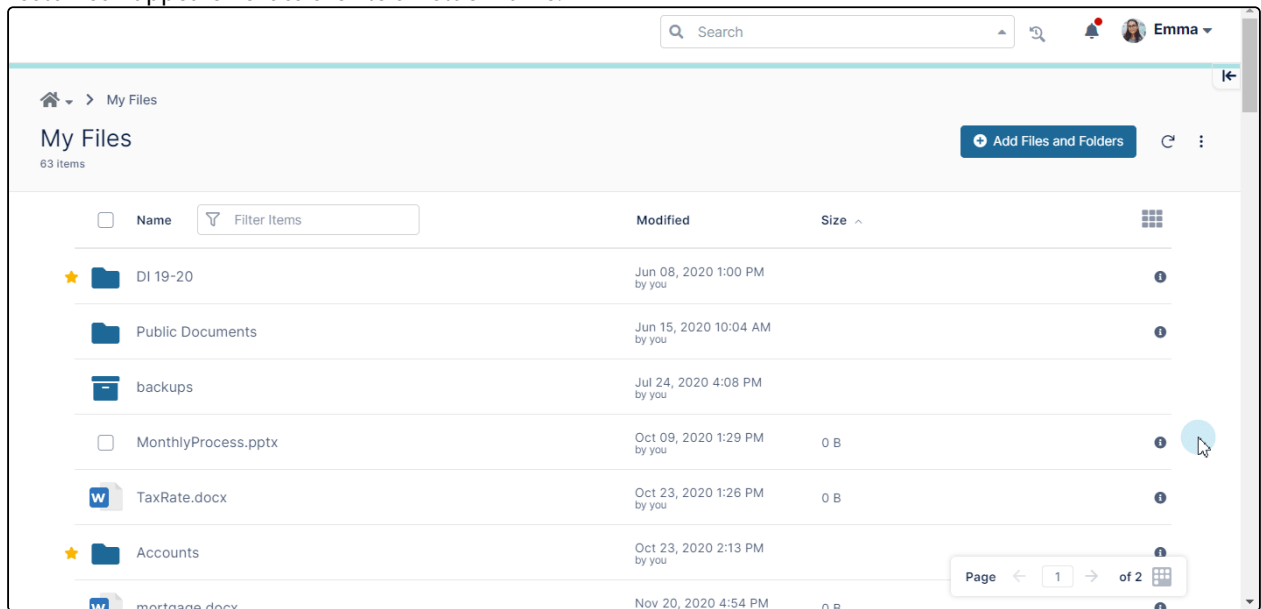 Search
Emma
My Files
My Files
63 items
Add Files and Folders
Name
Filter Items
Modified
Size
DI 19-20
Jun 08, 2020 1:00 PM
by you
Public Documents
Jun 15, 2020 10:04 AM
by you
backups
Jul 24, 2020 4:08 PM
by you
MonthlyProcess.pptx
Oct 09, 2020 1:29 PM
by you
0 B
W
TaxRate.docx
Oct 23, 2020 1:26 PM
by you
0 B
Accounts
Oct 23, 2020 2:13 PM
by you
Page 1 of 2
W
mortgage.docx
Nov 20, 2020 4:54 PM
0 B